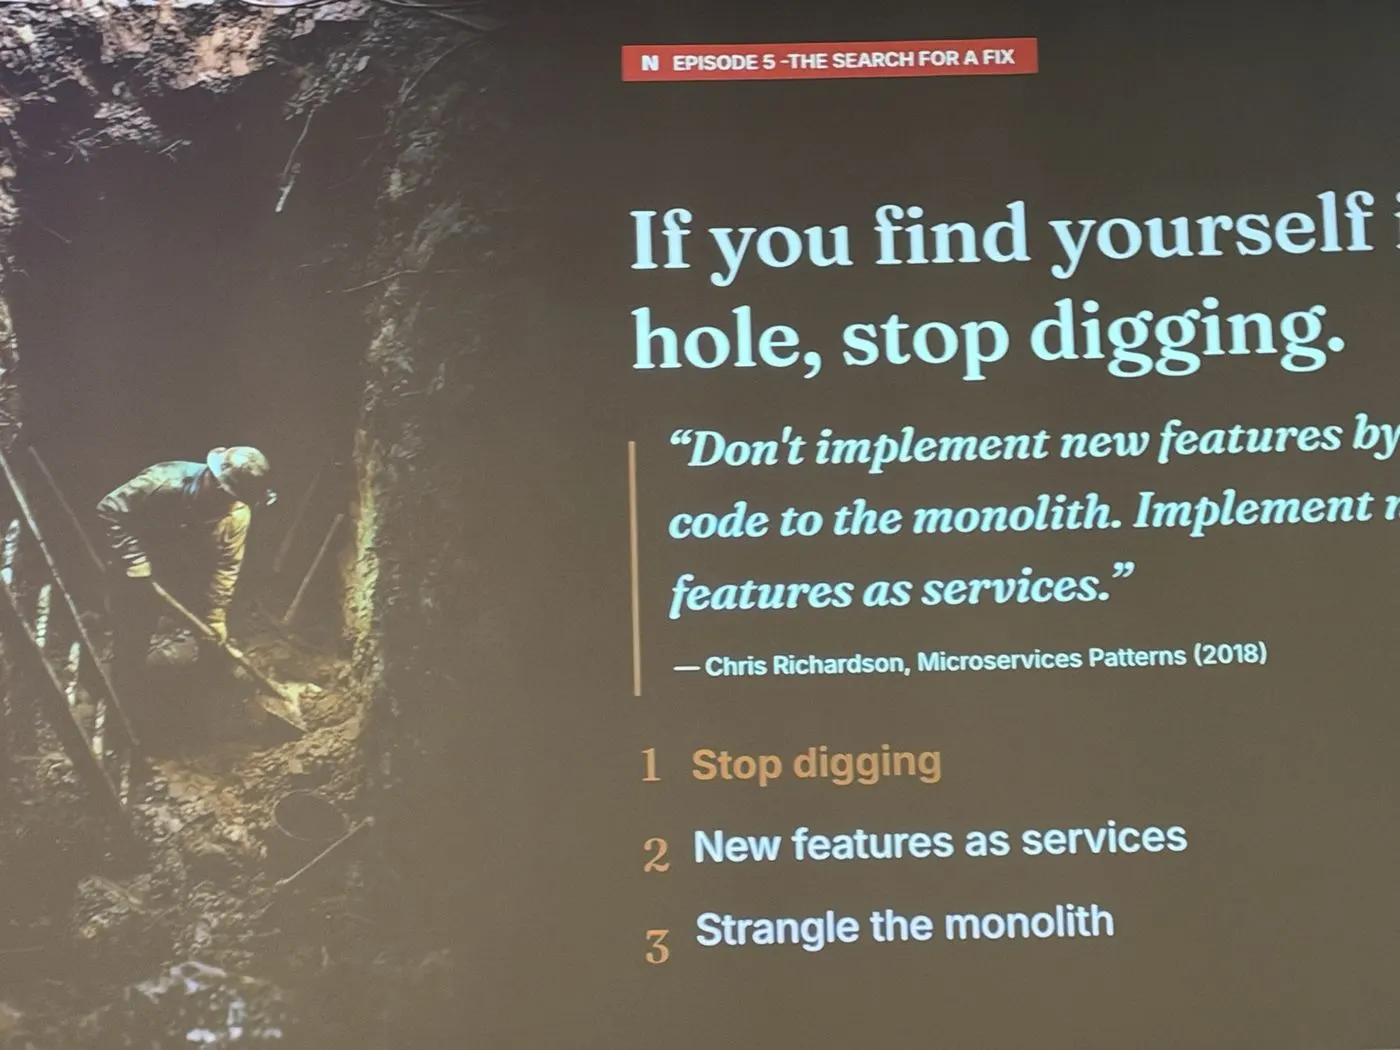 N EPISODE 5 -THE SEARCH FOR A FIX
If you find yourself
hole, stop digging.
“Don't implement new features by
code to the monolith. Implement
features as services.”
— Chris Richardson, Microservices Patterns (2018)
1 Stop digging
2 New features as services
3 Strangle the monolith